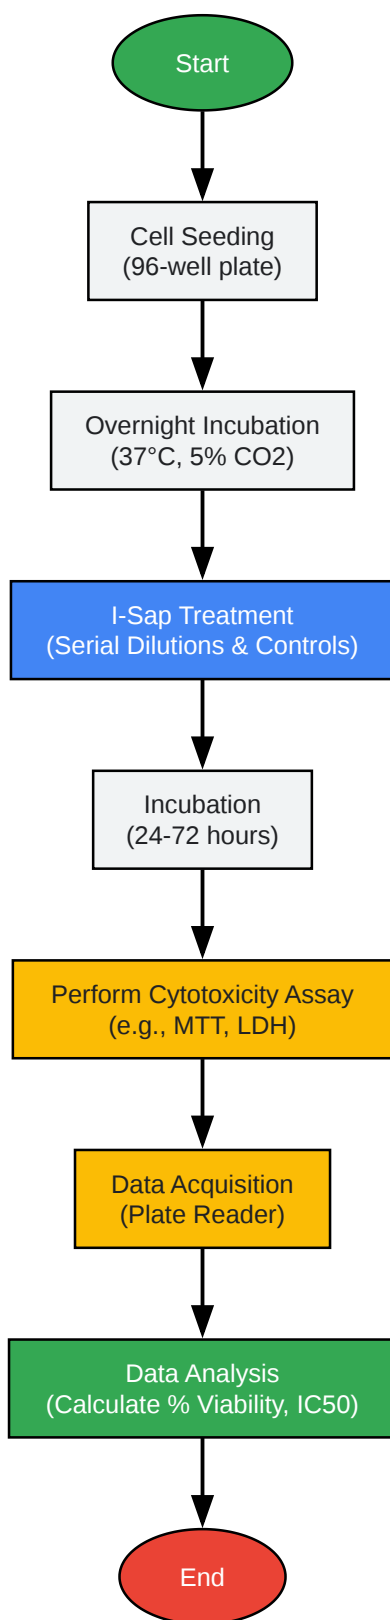 Start
Cell Seeding
(96-well plate)
Overnight Incubation
(37°C, 5% CO2)
I-Sap Treatment
(Serial Dilutions & Controls)
Incubation
(24-72 hours)
Perform Cytotoxicity Assay
(e.g., MTT, LDH)
Data Acquisition
(Plate Reader)
Data Analysis
(Calculate % Viability, IC50)
End